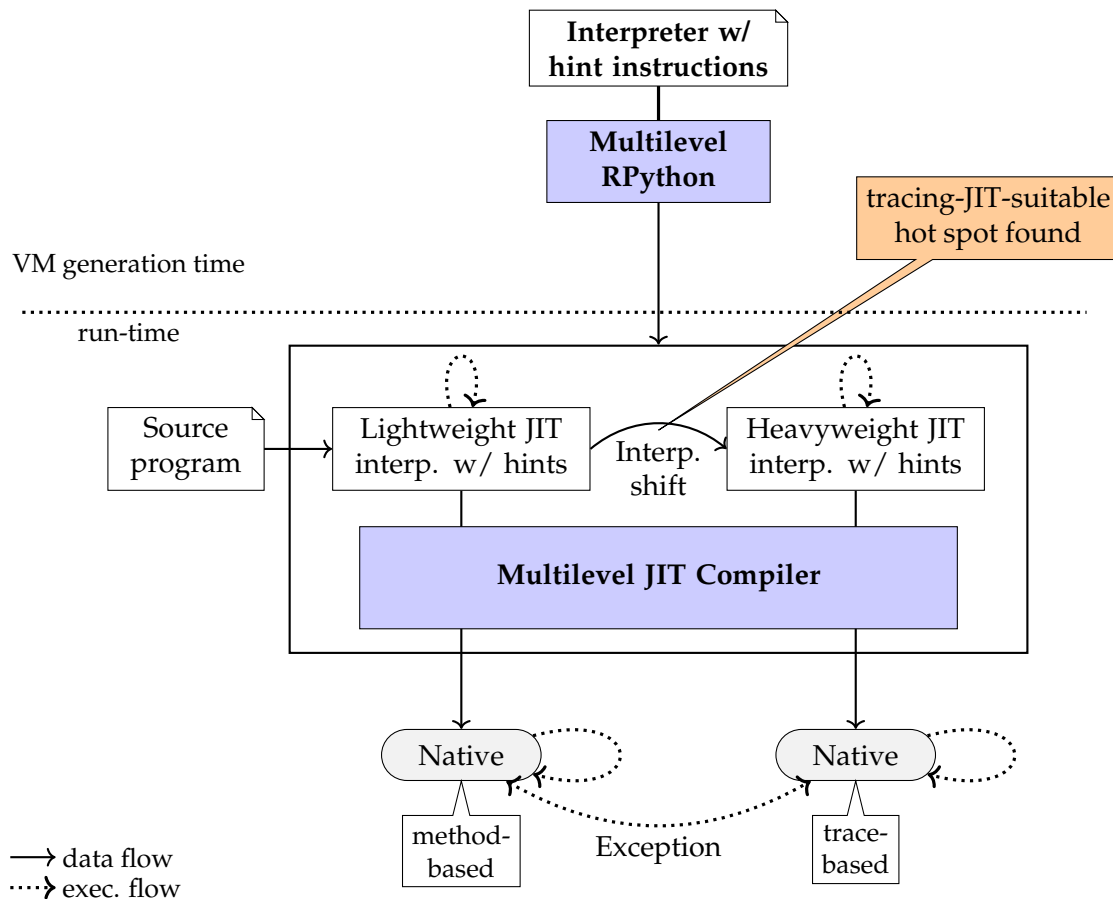 Interpreter w/
hint instructions
Multilevel
RPython
tracing-JIT-suitable
hot spot found
VM generation time
run-time
Source
program
Lightweight JIT
interp. w/ hints
Interp.
shift
Heavyweight JIT
interp. w/ hints
Multilevel JIT Compiler
Native
Native
method-
based
Exception
trace-
based
data flow
exec. flow